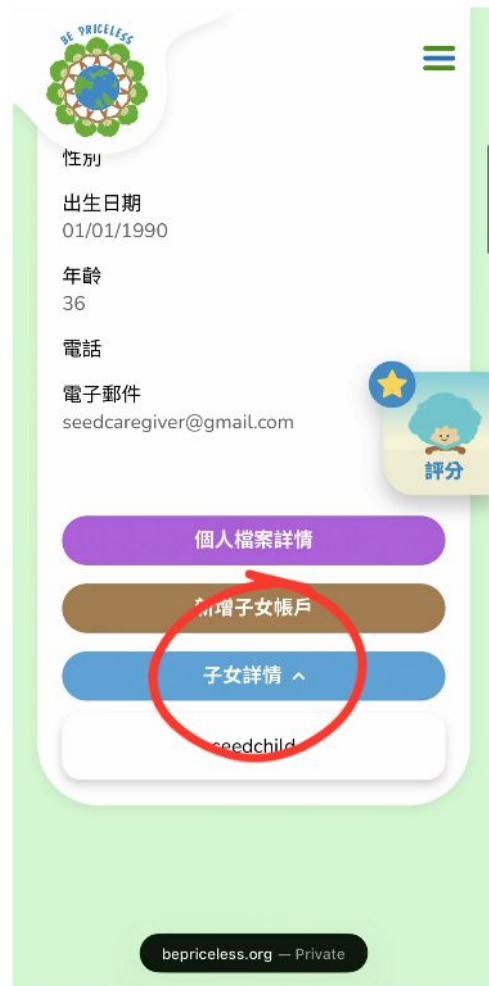 BE PRICELESS
性別
出生日期
01/01/1990
年齡
36
電話
電子郵件
seedcaregiver@gmail.com
評分
個人檔案詳情
新增子女帳戶
子女詳情
seedchild
bepriceless.org — Private